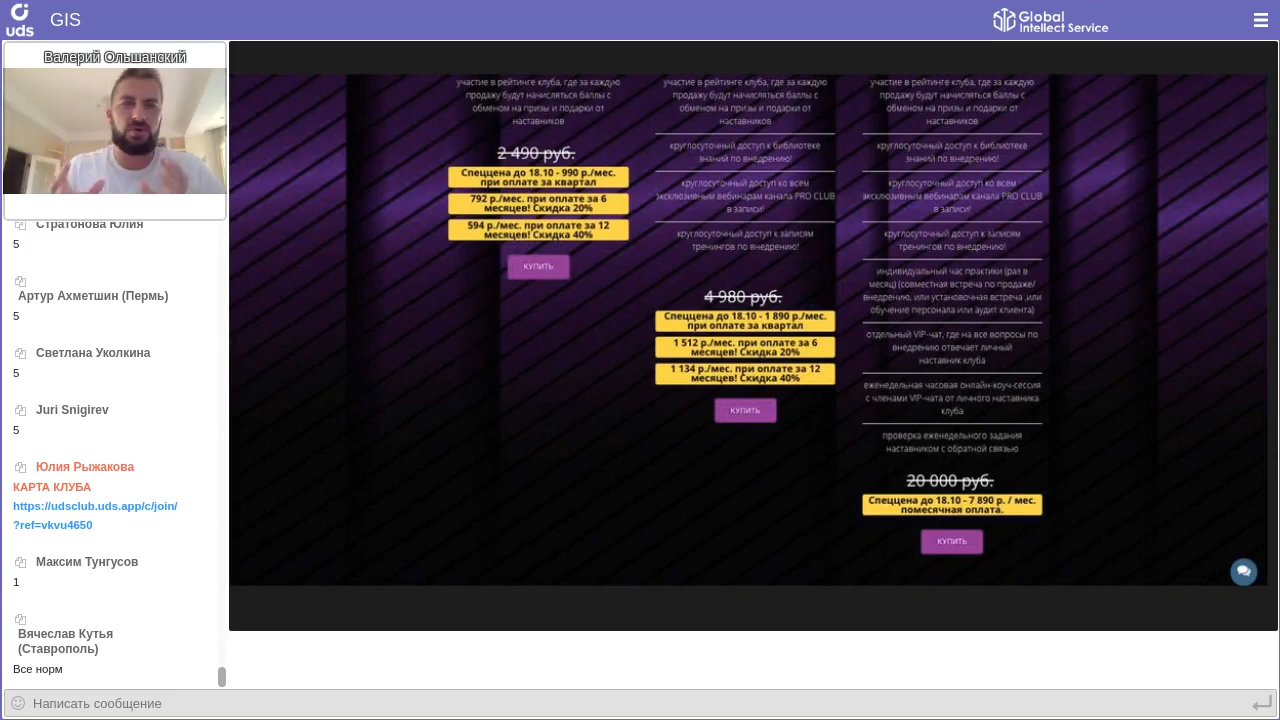 uds
GIS
Global
Intellect Service
Валерий Ольшанский
Стратонова Юлия
5
Артур Ахметшин (Пермь)
5
Светлана Уколкина
5
Juri Snigirev
5
Юлия Рыжакова
КАРТА КЛУБА
https://udsclub.uds.app/c/join/
?ref=vkvu4650
Максим Тунгусов
1
Вячеслав Кутья
(Ставрополь)
Все норм
Написать сообщение
участие в рейтинге клуба, где за каждую
продажу будут начисляться баллы с
обменом на призы и подарки от
наставников
2 490 руб.
Спеццена до 18.10 - 990 р./мес.
при оплате за квартал
792 р./мес. при оплате за 6
месяцев! Скидка 20%
594 р./мес. при оплате за 12
месяцев! Скидка 40%
КУПИТЬ
участие в рейтинге клуба, где за каждую
продажу будут начисляться баллы с
обменом на призы и подарки от
наставников
круглосуточный доступ к библиотеке
знаний по внедрению!
круглосуточный доступ ко всем
эксклюзивным вебинарам канала PRO CLUB
в записи!
круглосуточный доступ к записям
тренингов по внедрению!
4 980 руб.
Спеццена до 18.10 - 1 890 р./мес.
при оплате за квартал
1 512 р./мес. при оплате за 6
месяцев! Скидка 20%
1 134 р./мес. при оплате за 12
месяцев! Скидка 40%
КУПИТЬ
участие в рейтинге клуба, где за каждую
продажу будут начисляться баллы с
обменом на призы и подарки от
наставников
круглосуточный доступ к библиотеке
знаний по внедрению!
круглосуточный доступ ко всем
эксклюзивным вебинарам канала PRO CLUB
в записи!
круглосуточный доступ к записям
тренингов по внедрению!
индивидуальный час практики (раз в
месяц) (совместная встреча по продаже/
внедрению, или установочная встреча ,или
обучение персонала или аудит клиента)
отдельный VIP-чат, где на все вопросы по
внедрению отвечает личный
наставник клуба
еженедельная часовая онлайн-коуч-сессия
с членами VIP-чата от личного наставника
клуба
проверка еженедельного задания
наставником с обратной связью
20 000 руб.
Спеццена до 18.10 - 7 890 р. / мес.
помесячная оплата.
КУПИТЬ